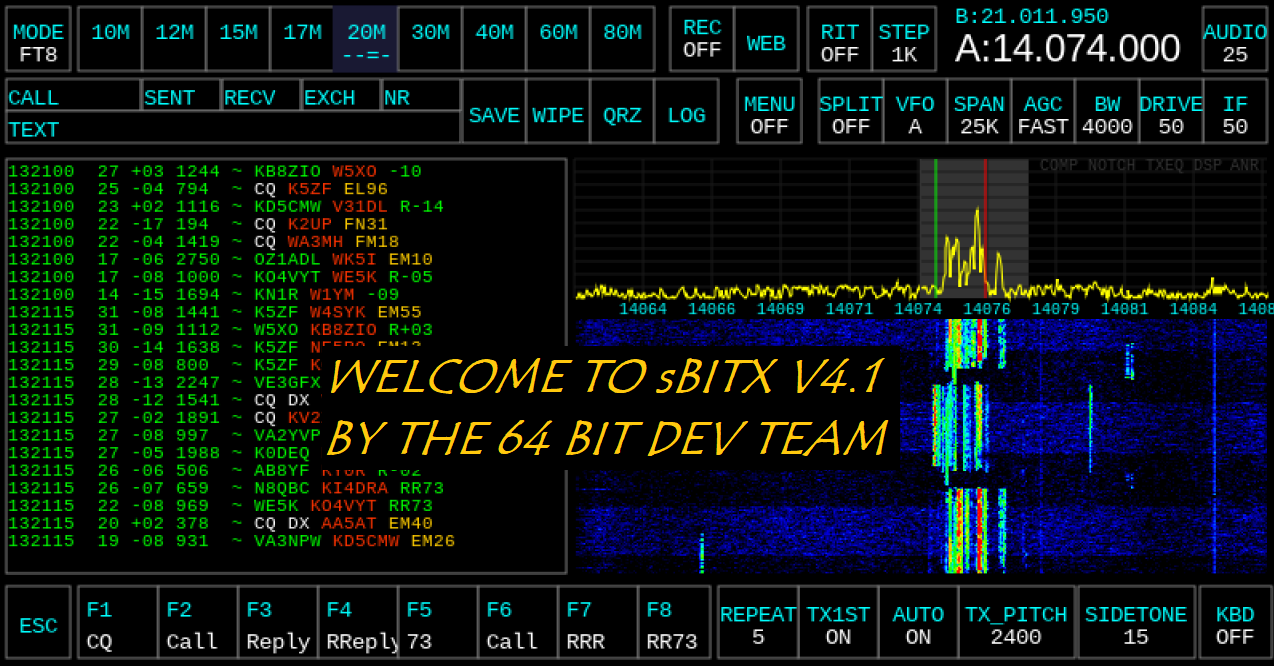 MODE 10M 12M 15M 17M 20M 30M 40M 60M 80M REC WEB RIT STEP B:21.011.950 AUDIO
FT8 --=- OFF OFF 1K A:14.074.000 25
CALL SENT RECV EXCH NR SAVE WIPE QRZ LOG MENU SPLIT VFO SPAN AGC BW DRIVE IF
TEXT OFF OFF A 25K FAST 4000 50 50
COMP NOTCH TXEQ DSP ANR
132100 27 +03 1244 ~ KB8ZIO W5XO -10
132100 25 -04 794 ~ CQ K5ZF EL96
132100 23 +02 1116 ~ KD5CMW V31DL R-14
132100 22 -17 194 ~ CQ K2UP FN31
132100 22 -04 1419 ~ CQ WA3MH FM18
132100 17 -06 2750 ~ OZ1ADL WK5I EM10
132100 17 -08 1000 ~ KO4VYT WE5K R-05
132100 14 -15 1694 ~ KN1R W1YM -09
132115 31 -08 1441 ~ K5ZF W4SYK EM55
132115 31 -09 1112 ~ W5XO KB8ZIO R+03
132115 30 -14 1638 ~ K5ZF
132115 29 -08 800 ~ K5ZF K
132115 28 -13 2247 ~ VE3GFX
132115 28 -12 1541 ~ CQ DX
132115 27 -02 1891 ~ CQ KV2
132115 27 -08 997 ~ VA2YVP
132115 27 -05 1988 ~ K0DEQ
132115 26 -06 506 ~ AB8YF KY0R R-02
132115 26 -07 659 ~ N8QBC KI4DRA RR73
132115 22 -08 969 ~ WE5K KO4VYT RR73
132115 20 +02 378 ~ CQ DX AA5AT EM40
132115 19 -08 931 ~ VA3NPW KD5CMW EM26
14064 14066 14069 14071 14074 14076 14079 14081 14084 1408
WELCOME TO sBITX V4.1
BY THE 64 BIT DEV TEAM
ESC F1 F2 F3 F4 F5 F6 F7 F8 REPEAT TX1ST AUTO TX_PITCH SIDETONE KBD
CQ Call Reply RReply 73 Call RRR RR73 5 ON ON 2400 15 OFF